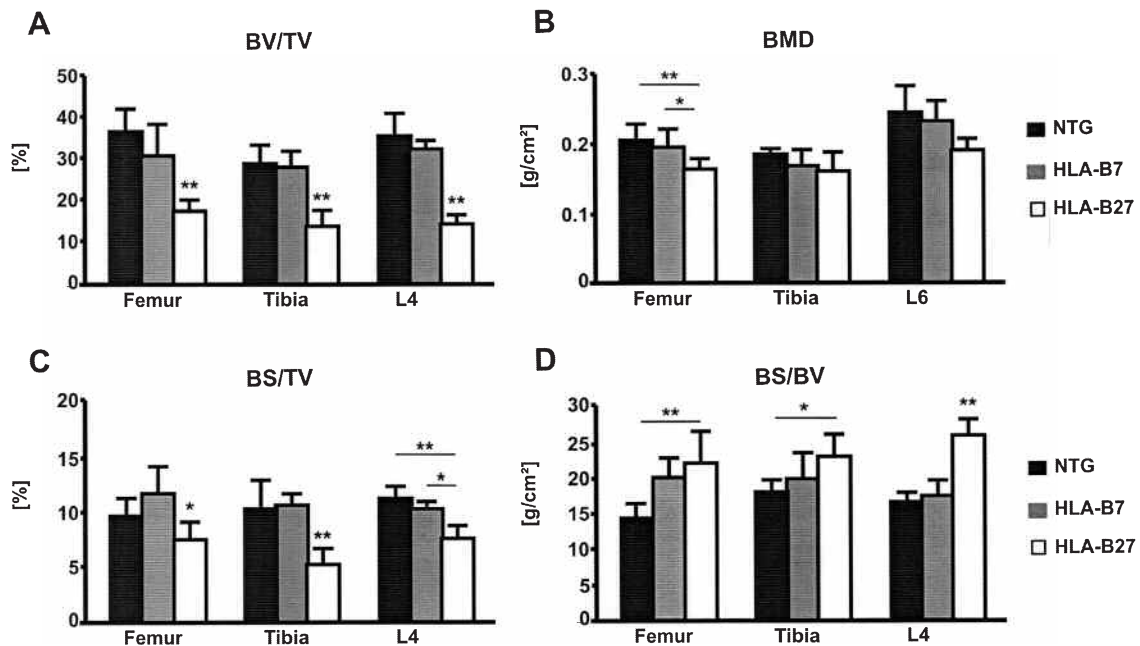 A
BV/TV
[%]
50
40
30
20
10
0
**
**
**
Femur Tibia L4
B
BMD
[g/cm²]
0.3
0.2
0.1
0
**
*
Femur Tibia L6
NTG
HLA-B7
HLA-B27
C
BS/TV
[%]
20
15
10
5
0
*
**
**
*
Femur Tibia L4
D
BS/BV
[g/cm²]
30
25
20
15
10
5
0
**
*
**
Femur Tibia L4
NTG
HLA-B7
HLA-B27